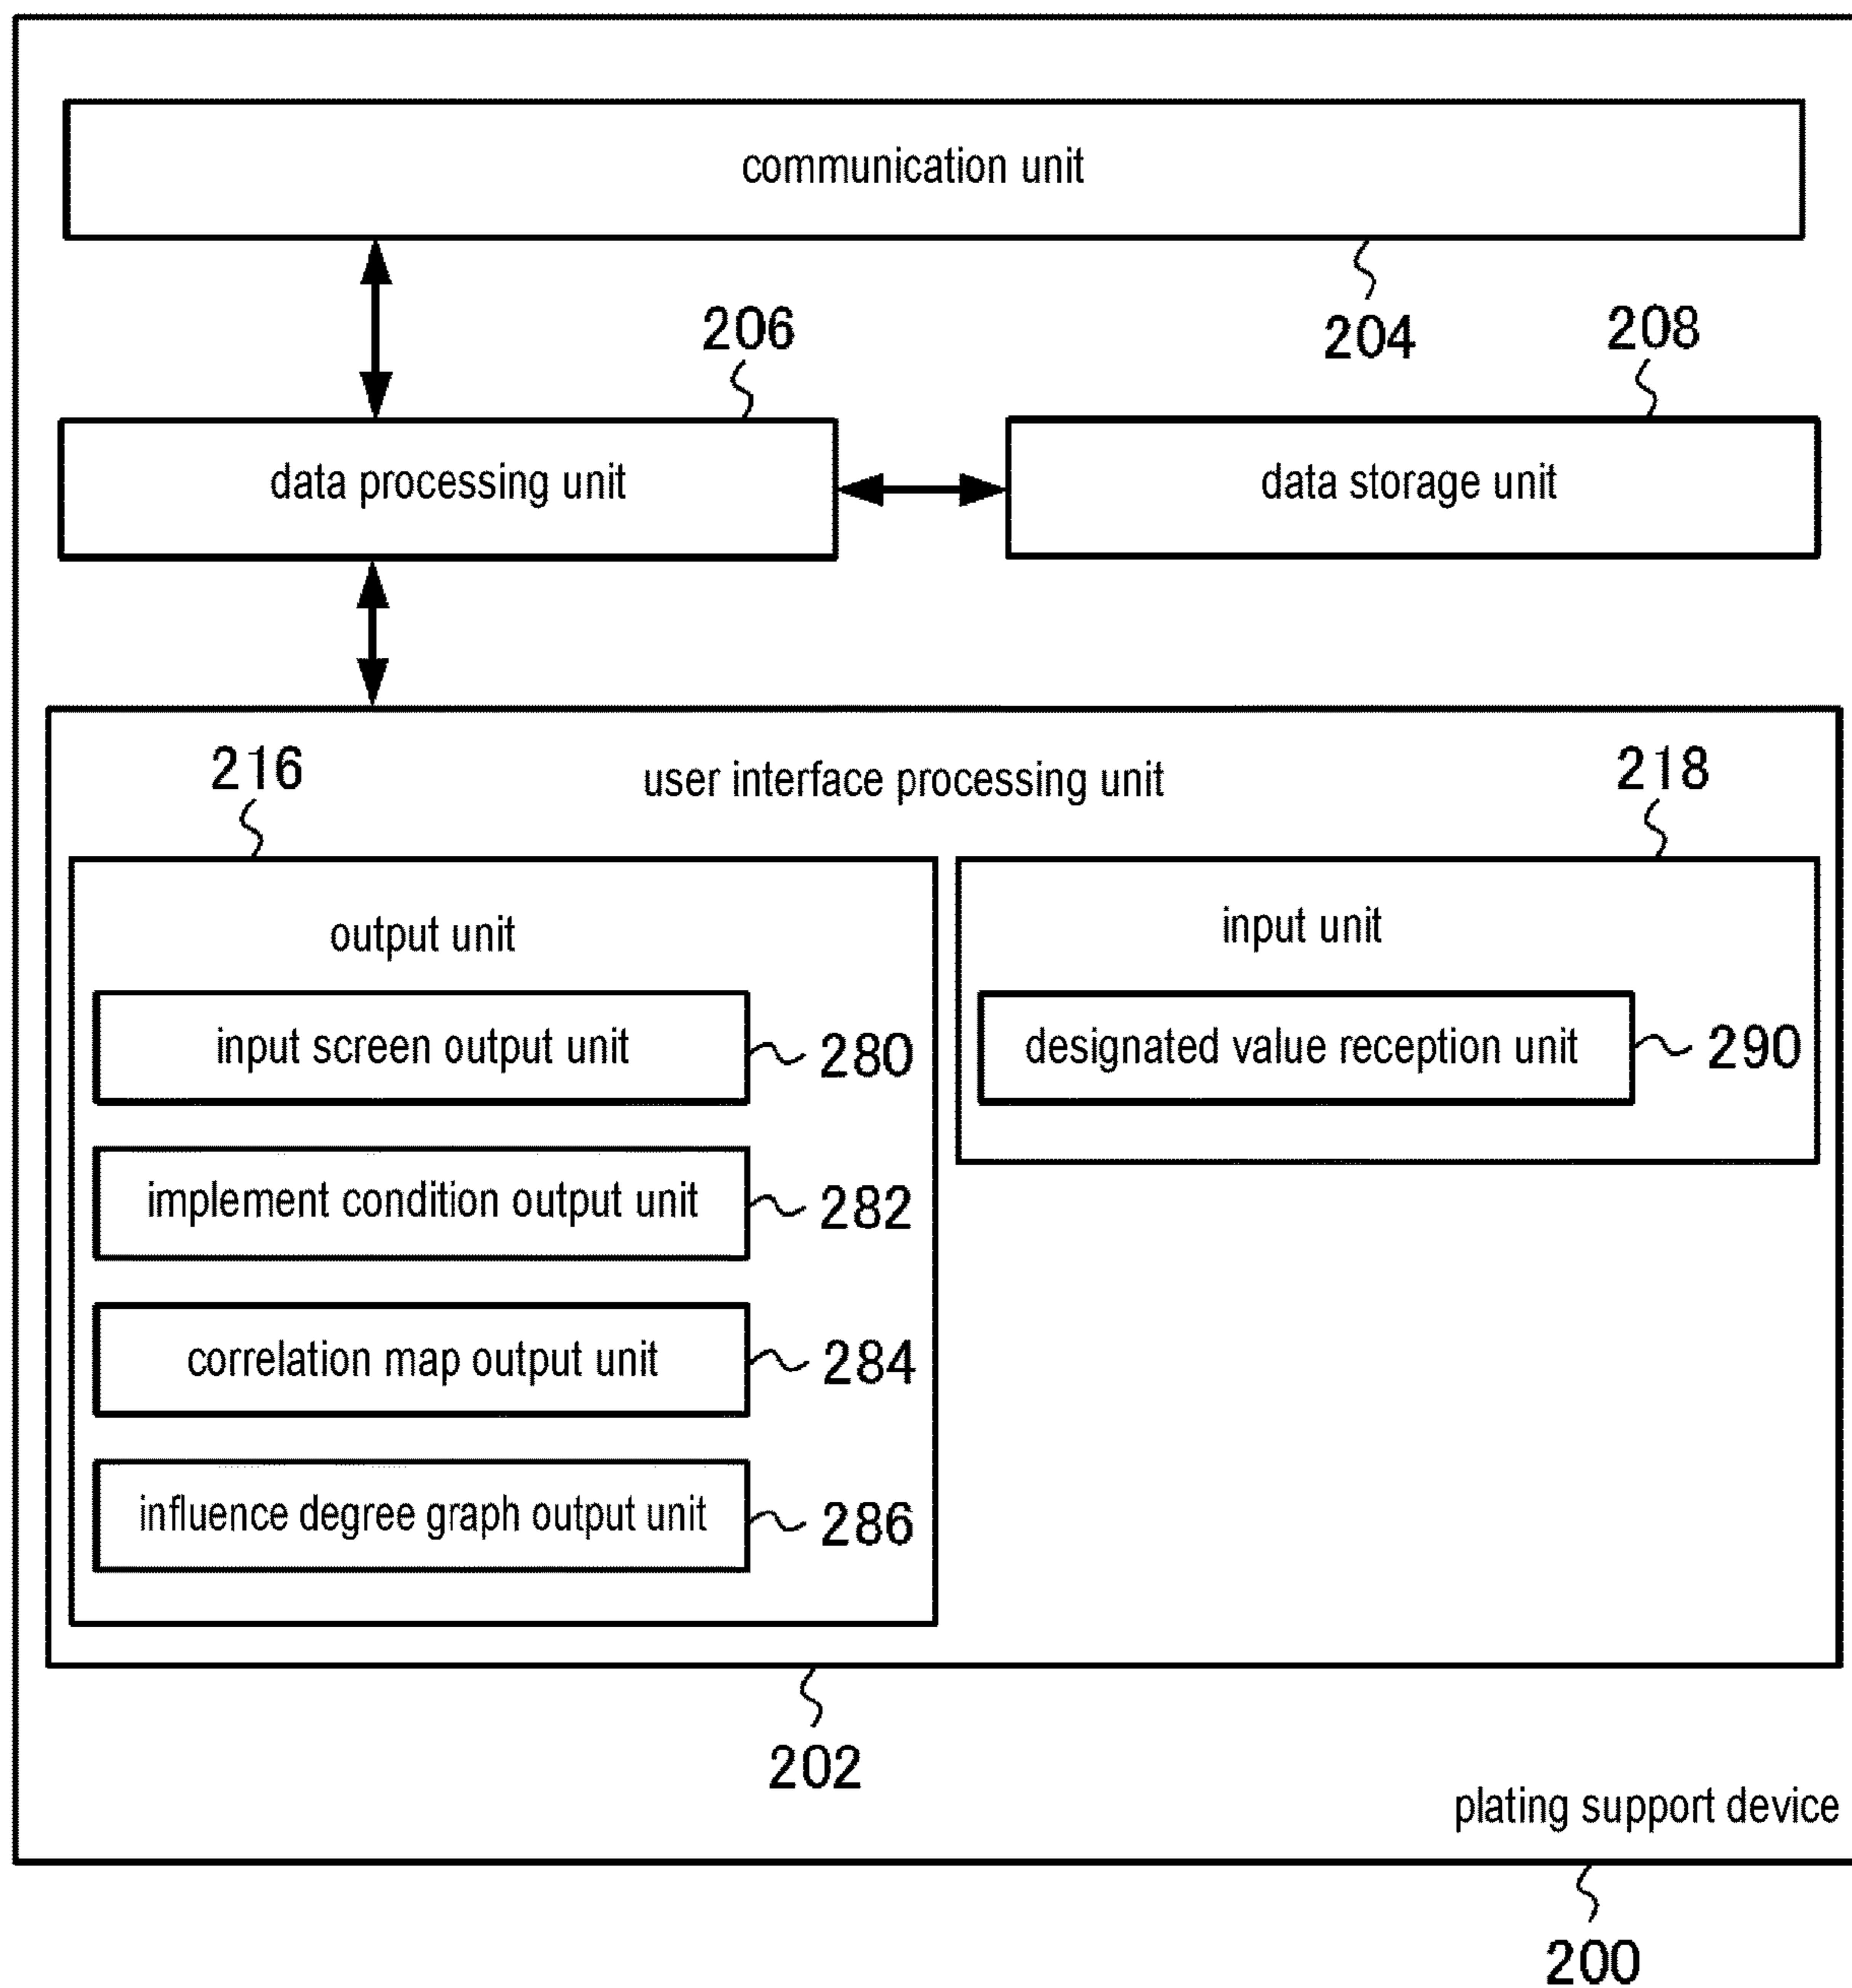 communication unit
204
206
208
data processing unit
data storage unit
216
user interface processing unit
218
output unit
input unit
input screen output unit
280
designated value reception unit
290
implement condition output unit
282
correlation map output unit
284
influence degree graph output unit
286
202
plating support device
200